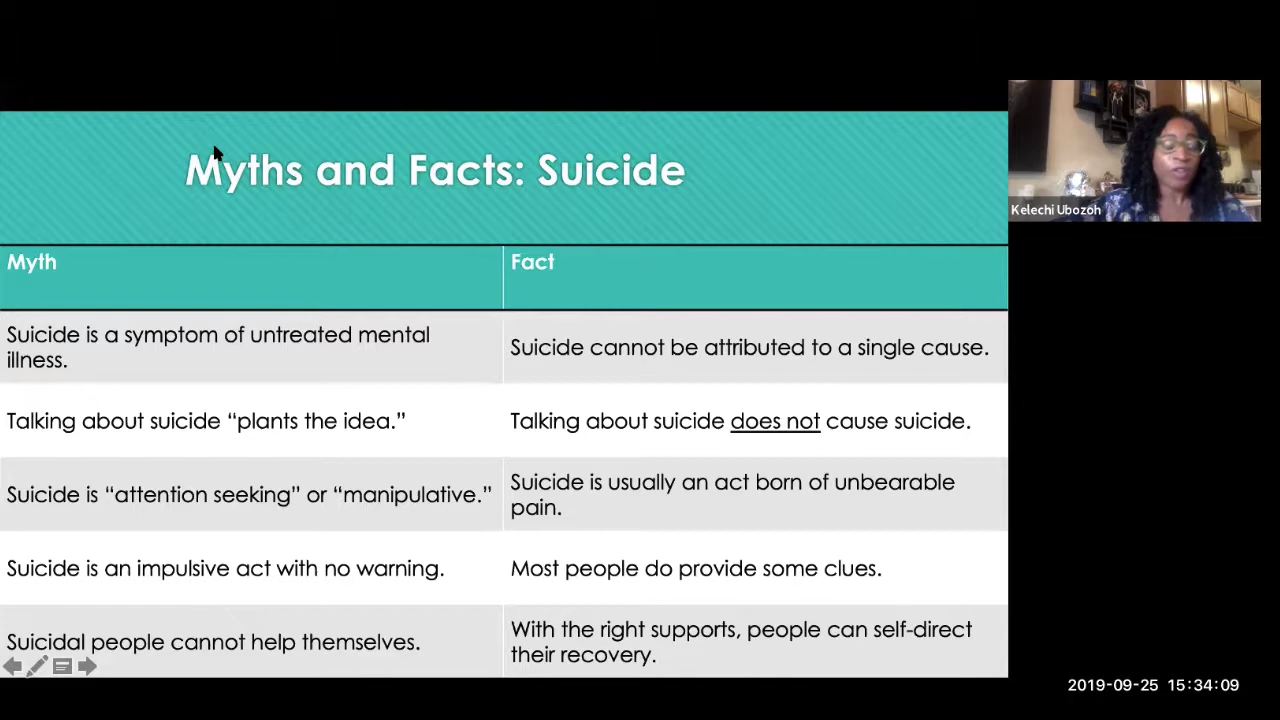 Myths and Facts: Suicide
Kelechi Ubozoh
Myth
Fact
Suicide is a symptom of untreated mental
illness.
Suicide cannot be attributed to a single cause.
Talking about suicide “plants the idea.”
Talking about suicide does not cause suicide.
Suicide is “attention seeking” or “manipulative.”
Suicide is usually an act born of unbearable
pain.
Suicide is an impulsive act with no warning.
Most people do provide some clues.
Suicidal people cannot help themselves.
With the right supports, people can self-direct
their recovery.
2019-09-25 15:34:09